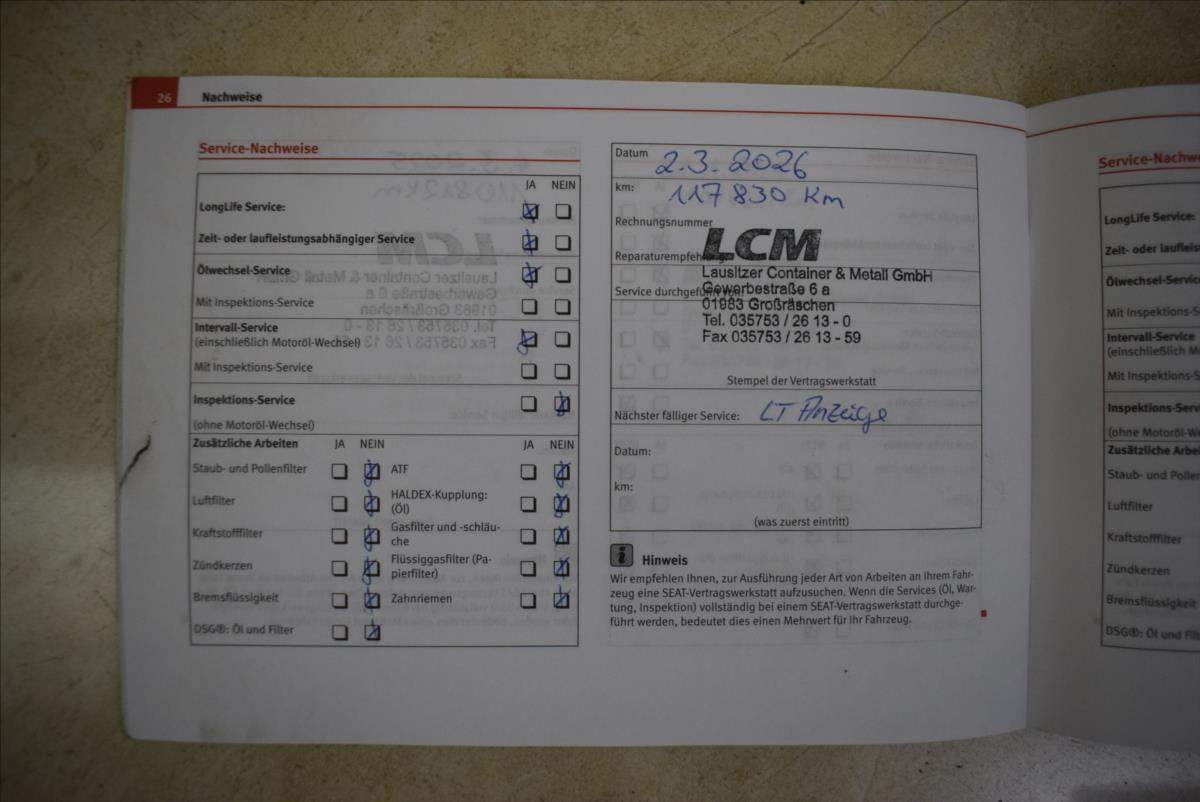 26 Nachweise
Service-Nachweise
JA NEIN
LongLife Service:
Zeit- oder laufleistungsabhängiger Service
Ölwechsel-Service
Mit Inspektions-Service
Intervall-Service
(einschließlich Motoröl-Wechsel)
Mit Inspektions-Service
Inspektions-Service
(ohne Motoröl-Wechsel)
Zusätzliche Arbeiten JA NEIN JA NEIN
Staub- und Pollenfilter ATF
Luftfilter HALDEX-Kupplung:
(Öl)
Kraftstofffilter Gasfilter und -schläu-
che
Zündkerzen Flüssiggasfilter (Pa-
pierfilter)
Bremsflüssigkeit Zahnriemen
DSG®: Öl und Filter
Datum 2.3.2026
km: 117 830 Km
Rechnungsnummer
LCM
Reparaturempfehlung
Lausitzer Container & Metall GmbH
Service durchgeführt von:
Gewerbestraße 6 a
01983 Großräschen
Tel. 035753 / 26 13 - 0
Fax 035753 / 26 13 - 59
Stempel der Vertragswerkstatt
Nächster fälliger Service: LT Anzeige
Datum:
km:
(was zuerst eintritt)
i Hinweis
Wir empfehlen Ihnen, zur Ausführung jeder Art von Arbeiten an Ihrem Fahr-
zeug eine SEAT-Vertragswerkstatt aufzusuchen. Wenn die Services (Öl, War-
tung, Inspektion) vollständig bei einem SEAT-Vertragswerkstatt durchge-
führt werden, bedeutet dies einen Mehrwert für Ihr Fahrzeug.
Service-Nachw
LongLife Service:
Zeit- oder laufleis
Ölwechsel-Service
Mit Inspektions-S
Intervall-Service
(einschließlich M
Mit Inspektions-S
Inspektions-Serv
(ohne Motoröl-We
Zusätzliche Arbei
Staub- und Pollen
Luftfilter
Kraftstofffilter
Zündkerzen
Bremsflüssigkeit
DSG®: Öl und Filt